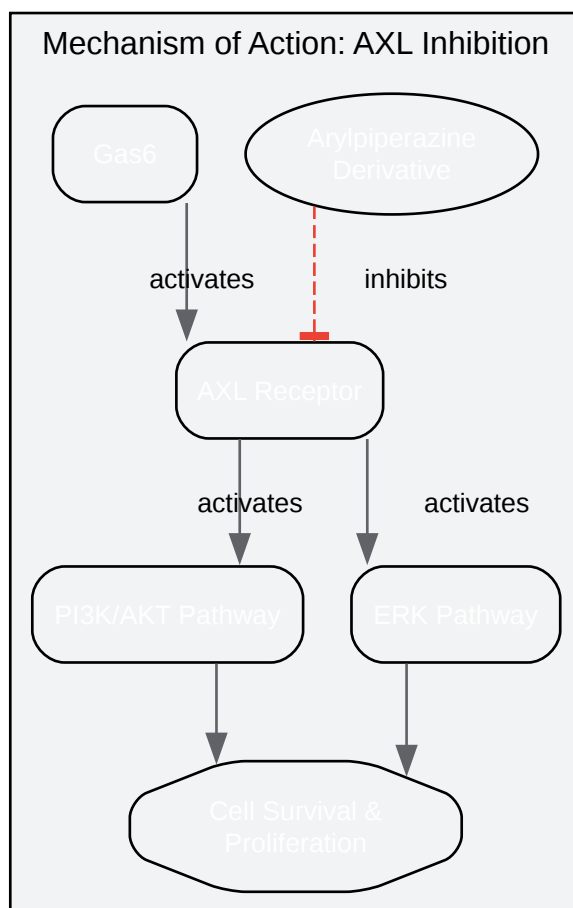 Mechanism of Action: AXL Inhibition
Gas6
Arylpiperazine
Derivative
activates
inhibits
AXL Receptor
activates
activates
PI3K/AKT Pathway
ERK Pathway
Cell Survival &
Proliferation